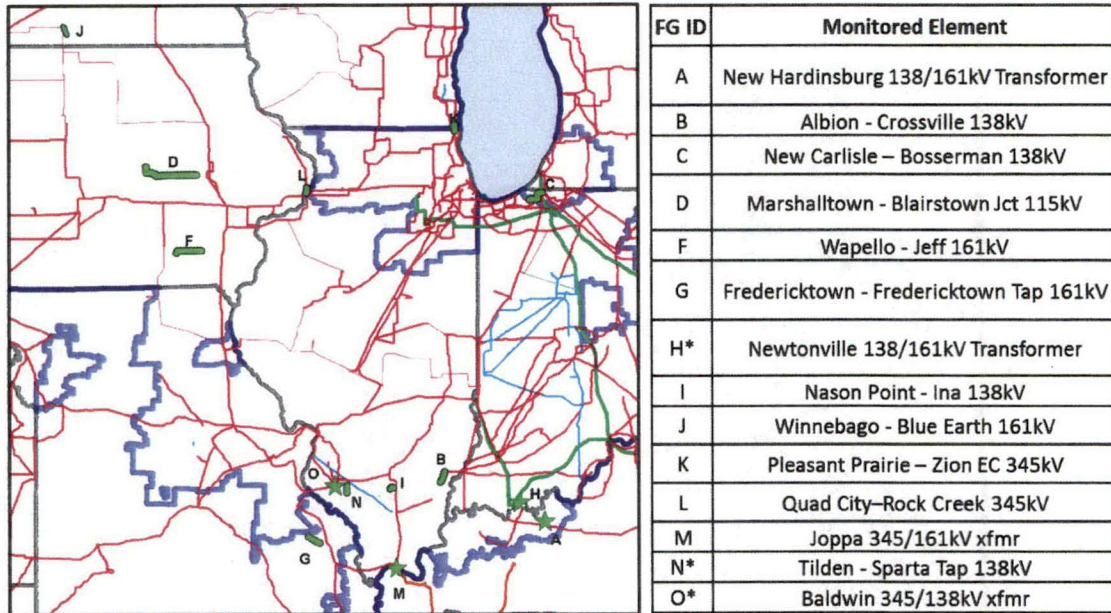 J
D
L
K
C
F
B
O
N
I
H
A
G
M
FG ID Monitored Element
A New Hardinsburg 138/161kV Transformer
B Albion - Crossville 138kV
C New Carlisle – Bosserman 138kV
D Marshalltown - Blairstown Jct 115kV
F Wapello - Jeff 161kV
G Fredericktown - Fredericktown Tap 161kV
H* Newtonville 138/161kV Transformer
I Nason Point - Ina 138kV
J Winnebago - Blue Earth 161kV
K Pleasant Prairie – Zion EC 345kV
L Quad City–Rock Creek 345kV
M Joppa 345/161kV xfmr
N* Tilden - Sparta Tap 138kV
O* Baldwin 345/138kV xfmr